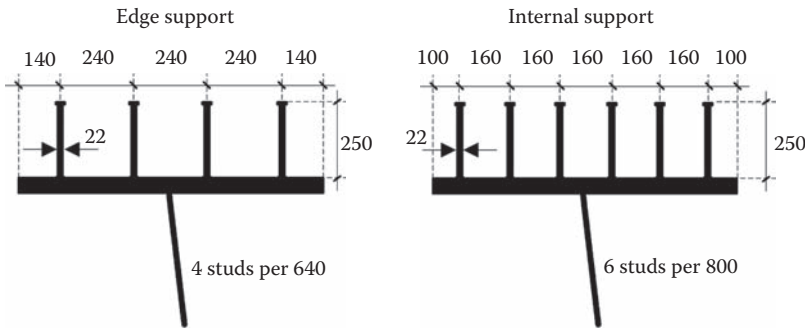 Edge support
140 240 240 240 140
22
250
4 studs per 640
Internal support
100 160 160 160 160 160 100
22
250
6 studs per 800